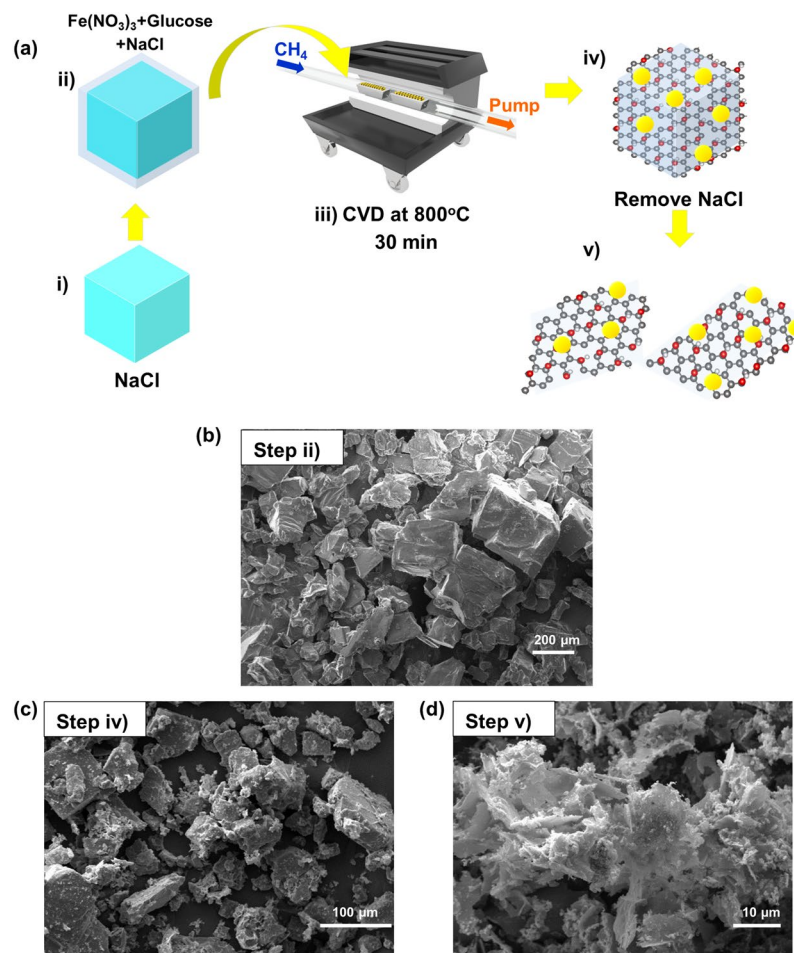 (a)
Fe(NO₃)₃+Glucose
+NaCl
ii)
CH₄
Pump
iv)
iii) CVD at 800ºC
30 min
Remove NaCl
i)
NaCl
v)
(b)
Step ii)
200 µm
(c)
Step iv)
100 µm
(d)
Step v)
10 µm